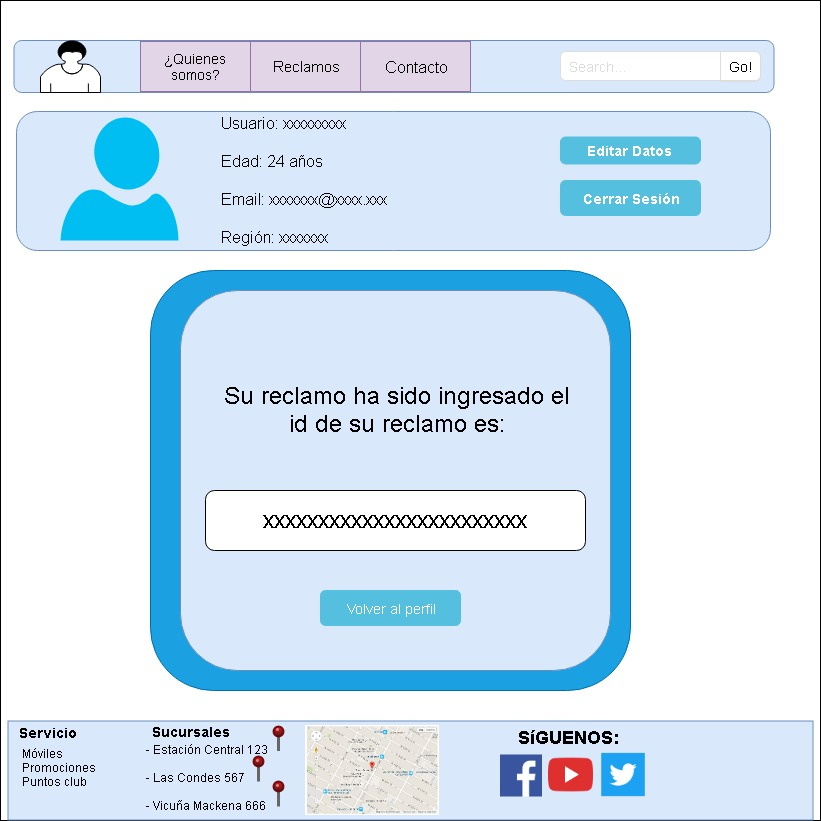 ¿Quienes
somos?
Reclamos
Contacto
Search...
Go!
Usuario: xxxxxxxxx
Edad: 24 años
Email: xxxxxxx@xxxx.xxx
Región: xxxxxxx
Editar Datos
Cerrar Sesión
Su reclamo ha sido ingresado el
id de su reclamo es:
XXXXXXXXXXXXXXXXXXXXXXXX
Volver al perfil
Servicio
Móviles
Promociones
Puntos club
Sucursales
- Estación Central 123
- Las Condes 567
- Vicuña Mackena 666
SíGUENOS: